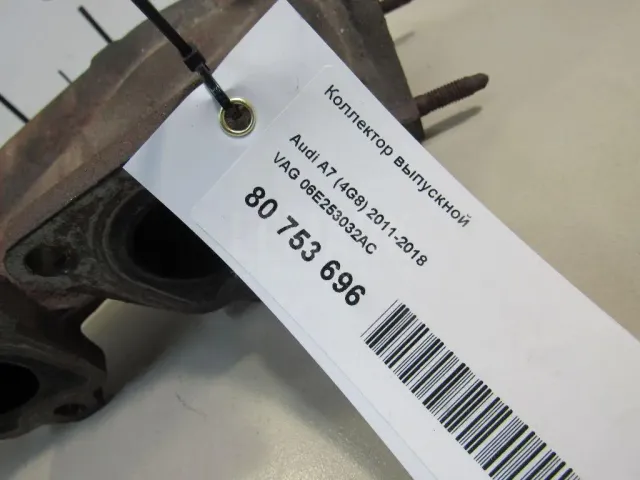 Коллектор выпускной
Audi A7 (4G8) 2011-2018
VAG 06E253032AC
80 753 696